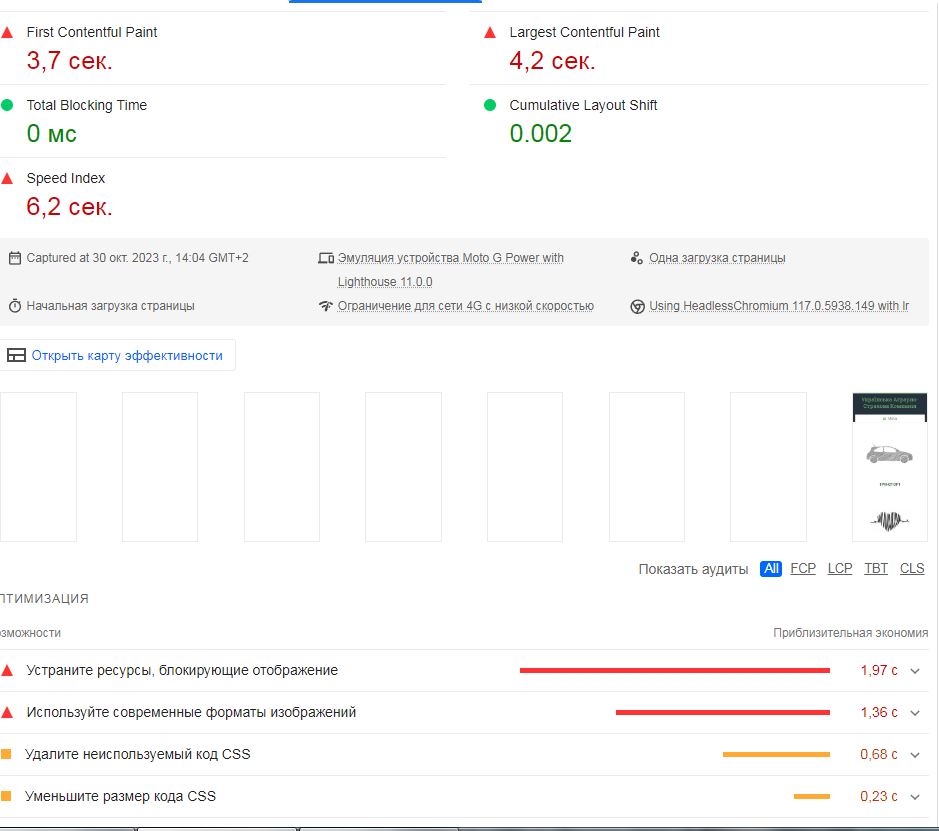 First Contentful Paint
3,7 сек.
Largest Contentful Paint
4,2 сек.
Total Blocking Time
0 мс
Cumulative Layout Shift
0.002
Speed Index
6,2 сек.
Captured at 30 окт. 2023 г., 14:04 GMT+2
Эмуляция устройства Moto G Power with
Lighthouse 11.0.0
Одна загрузка страницы
Начальная загрузка страницы
Ограничение для сети 4G с низкой скоростью
Using HeadlessChromium 117.0.5938.149 with lr
Открыть карту эффективности
Українська Аграрно-
Страхова Компанія
Показать аудиты All FCP LCP TBT CLS
ПТИМИЗАЦИЯ
озможности
Приблизительная экономия
Устраните ресурсы, блокирующие отображение
1,97 с
Используйте современные форматы изображений
1,36 с
Удалите неиспользуемый код CSS
0,68 с
Уменьшите размер кода CSS
0,23 с